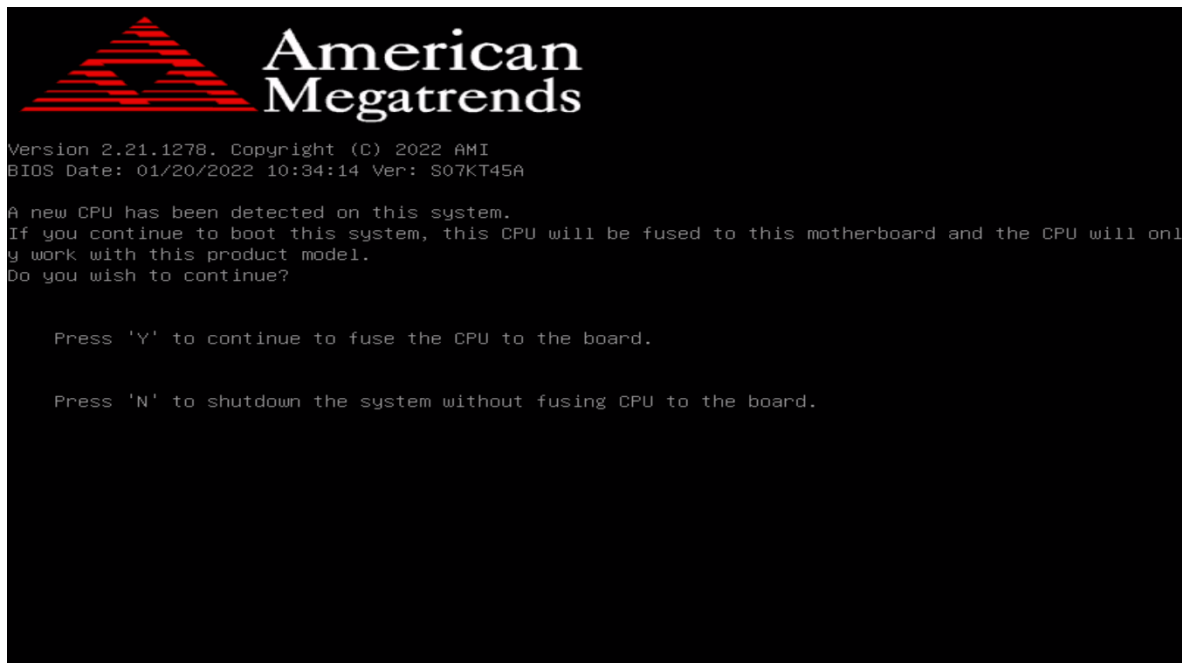 American
Megatrends
Version 2.21.1278. Copyright (C) 2022 AMI
BIOS Date: 01/20/2022 10:34:14 Ver: S07KT45A
A new CPU has been detected on this system.
If you continue to boot this system, this CPU will be fused to this motherboard and the CPU will onl
y work with this product model.
Do you wish to continue?
Press 'Y' to continue to fuse the CPU to the board.
Press 'N' to shutdown the system without fusing CPU to the board.